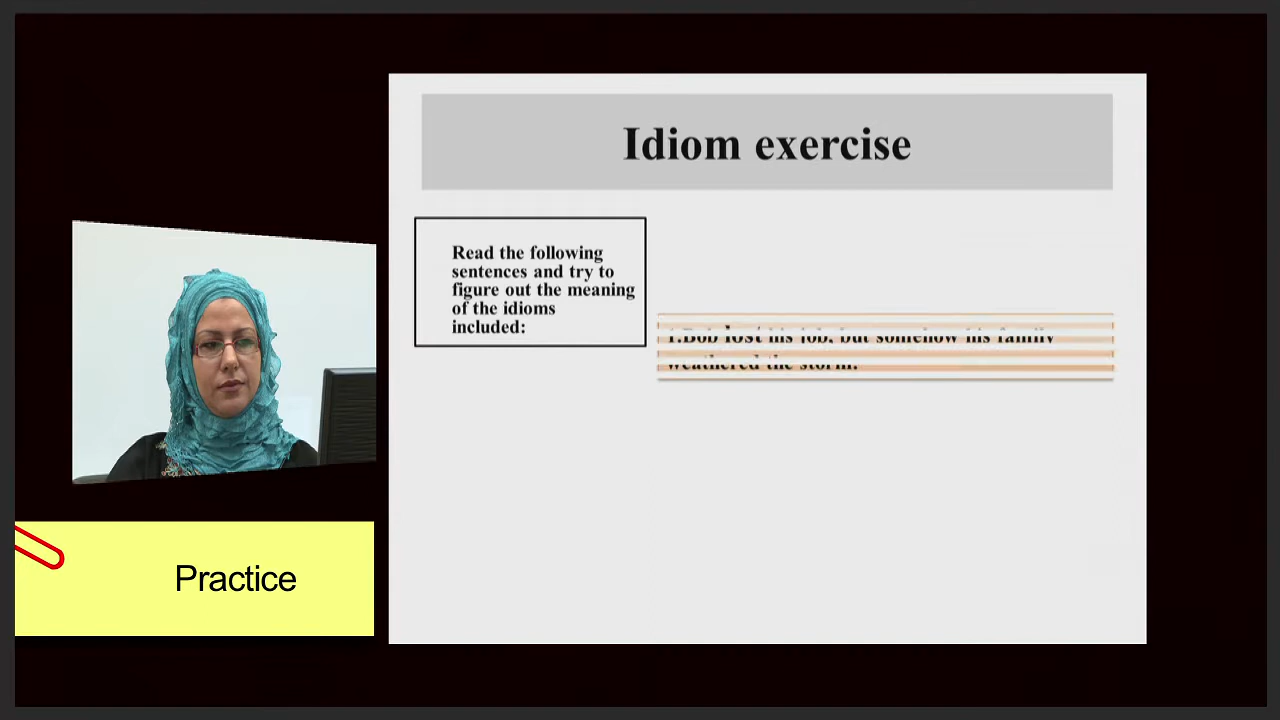 Idiom exercise
Read the following
sentences and try to
figure out the meaning
of the idioms
included:
1.Bob lost his job, but somehow his family
weathered the storm.
Practice